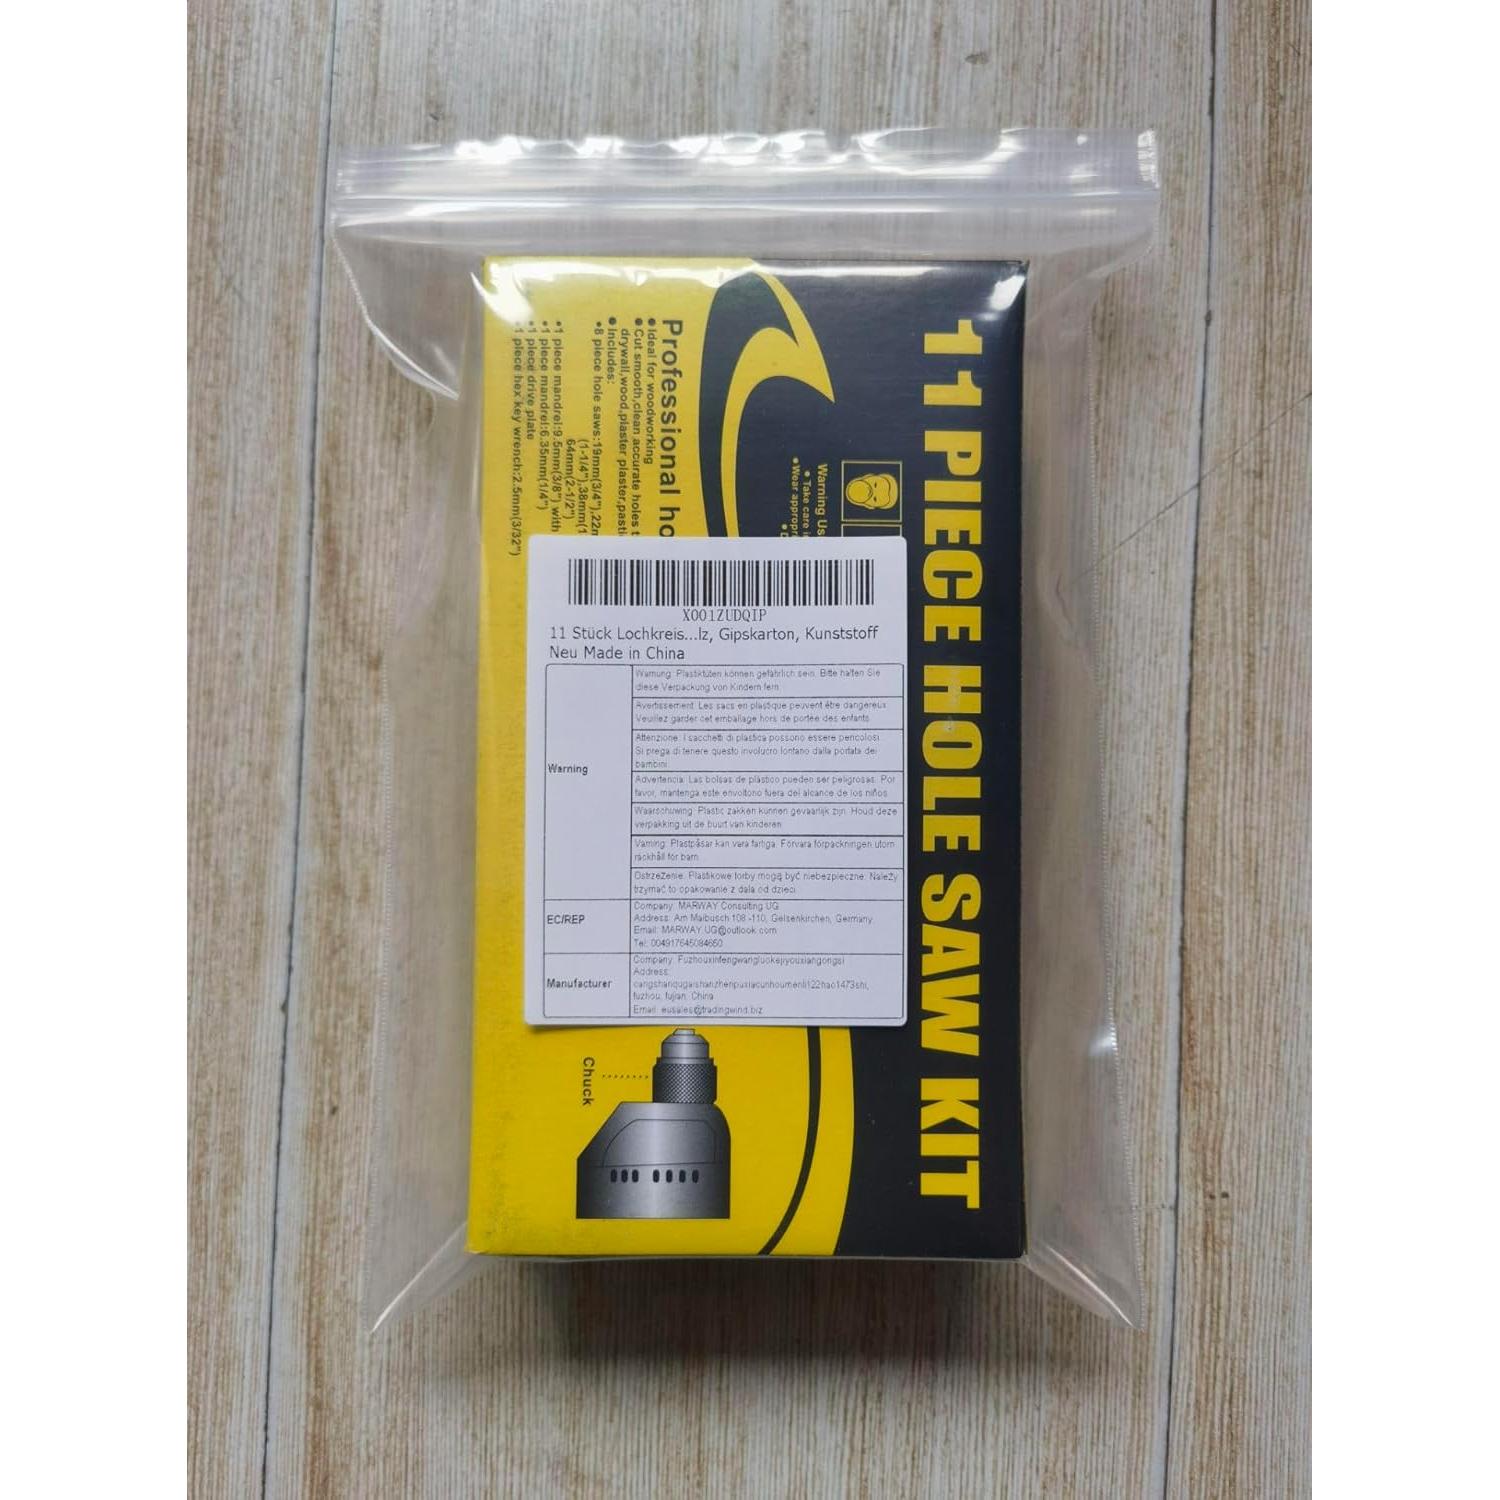 11 PIECE HOLE SAW KIT
Warning Us
• Take care i
• Wear appropri
Professional ho
• Ideal for woodworking
• Cut smooth,clean accurate holes
drywall,wood,plaster plaster,pasti
• Includes:
•8 piece hole saws:19mm(3/4"),22m
(1-1/4"),38mm(1
64mm(2-1/2")
•1 piece mandrel:9.5mm(3/8") with
•1 piece mandrel:6.35mm(1/4")
•1 piece drive plate
•1 piece hex key wrench:2.5mm(3/32")
X001ZUDQIP
11 Stück Lochkreis...lz, Gipskarton, Kunststoff
Neu Made in China
Warning
Warnung: Plastiktüten können gefährlich sein. Bitte halten Sie
diese Verpackung von Kindern fern.
Avertissement: Les sacs en plastique peuvent être dangereux.
Veuillez garder cet emballage hors de portée des enfants.
Attenzione: I sacchetti di plastica possono essere pericolosi.
Si prega di tenere questo involucro lontano dalla portata dei
bambini.
Advertencia: Las bolsas de plástico pueden ser peligrosas. Por
favor, mantenga este envoltorio fuera del alcance de los niños.
Waarschuwing: Plastic zakken kunnen gevaarlijk zijn. Houd deze
verpakking uit de buurt van kinderen.
Varning: Plastpåsar kan vara farliga. Förvara förpackningen utom
räckhåll för barn.
OstrzeZenie: Plastikowe torby mogą być niebezpieczne. NaleZy
trzymać to opakowanie z dala od dzieci.
EC/REP
Company: MARWAY Consulting UG
Address: Am Maibusch 108 -110, Gelsenkirchen, Germany.
Email: MARWAY.UG@outlook.com
Tel: 004917645084650
Manufacturer
Company: Fuzhouxinfengwangluokejiyouxiangongsi
Address:
cangshanqugaishanzhenpuxiacunhoumenli122hao1473shi,
fuzhou, fujian, China
Email: eusales@tradingwind.biz
Chuck